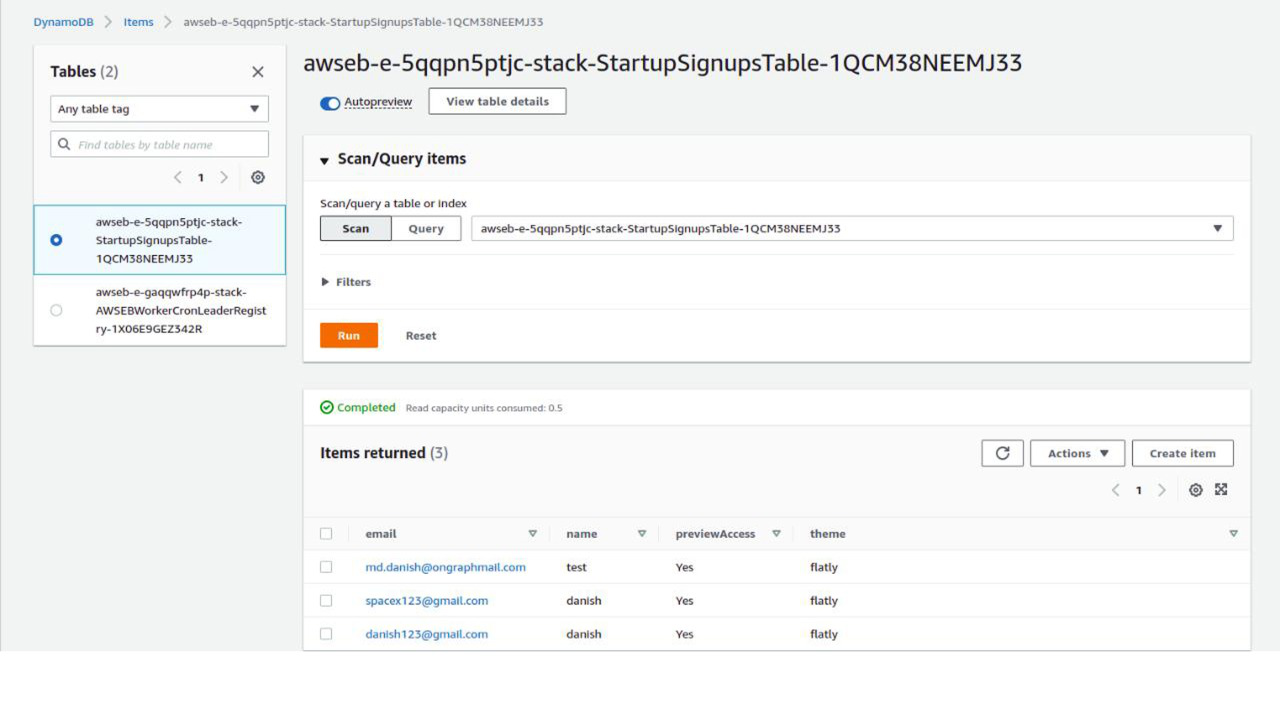 DynamoDB > Items > awseb-e-5qqpn5ptjc-stack-StartupSignupsTable-1QCM38NEEMJ33
Tables (2)
Any table tag
Find tables by table name
1
awseb-e-5qqpn5ptjc-stack-
StartupSignupsTable-
1QCM38NEEMJ33
awseb-e-gaqqwfrp4p-stack-
AWSEBWorkerCronLeaderRegist
ry-1X06E9GEZ342R
awseb-e-5qqpn5ptjc-stack-StartupSignupsTable-1QCM38NEEMJ33
Autopreview View table details
Scan/Query items
Scan/query a table or index
Scan Query awseb-e-5qqpn5ptjc-stack-StartupSignupsTable-1QCM38NEEMJ33
Filters
Run Reset
Completed Read capacity units consumed: 0.5
Items returned (3) Actions Create item
1
email name previewAccess theme
md.danish@ongraphmail.com test Yes flatly
spacex123@gmail.com danish Yes flatly
danish123@gmail.com danish Yes flatly